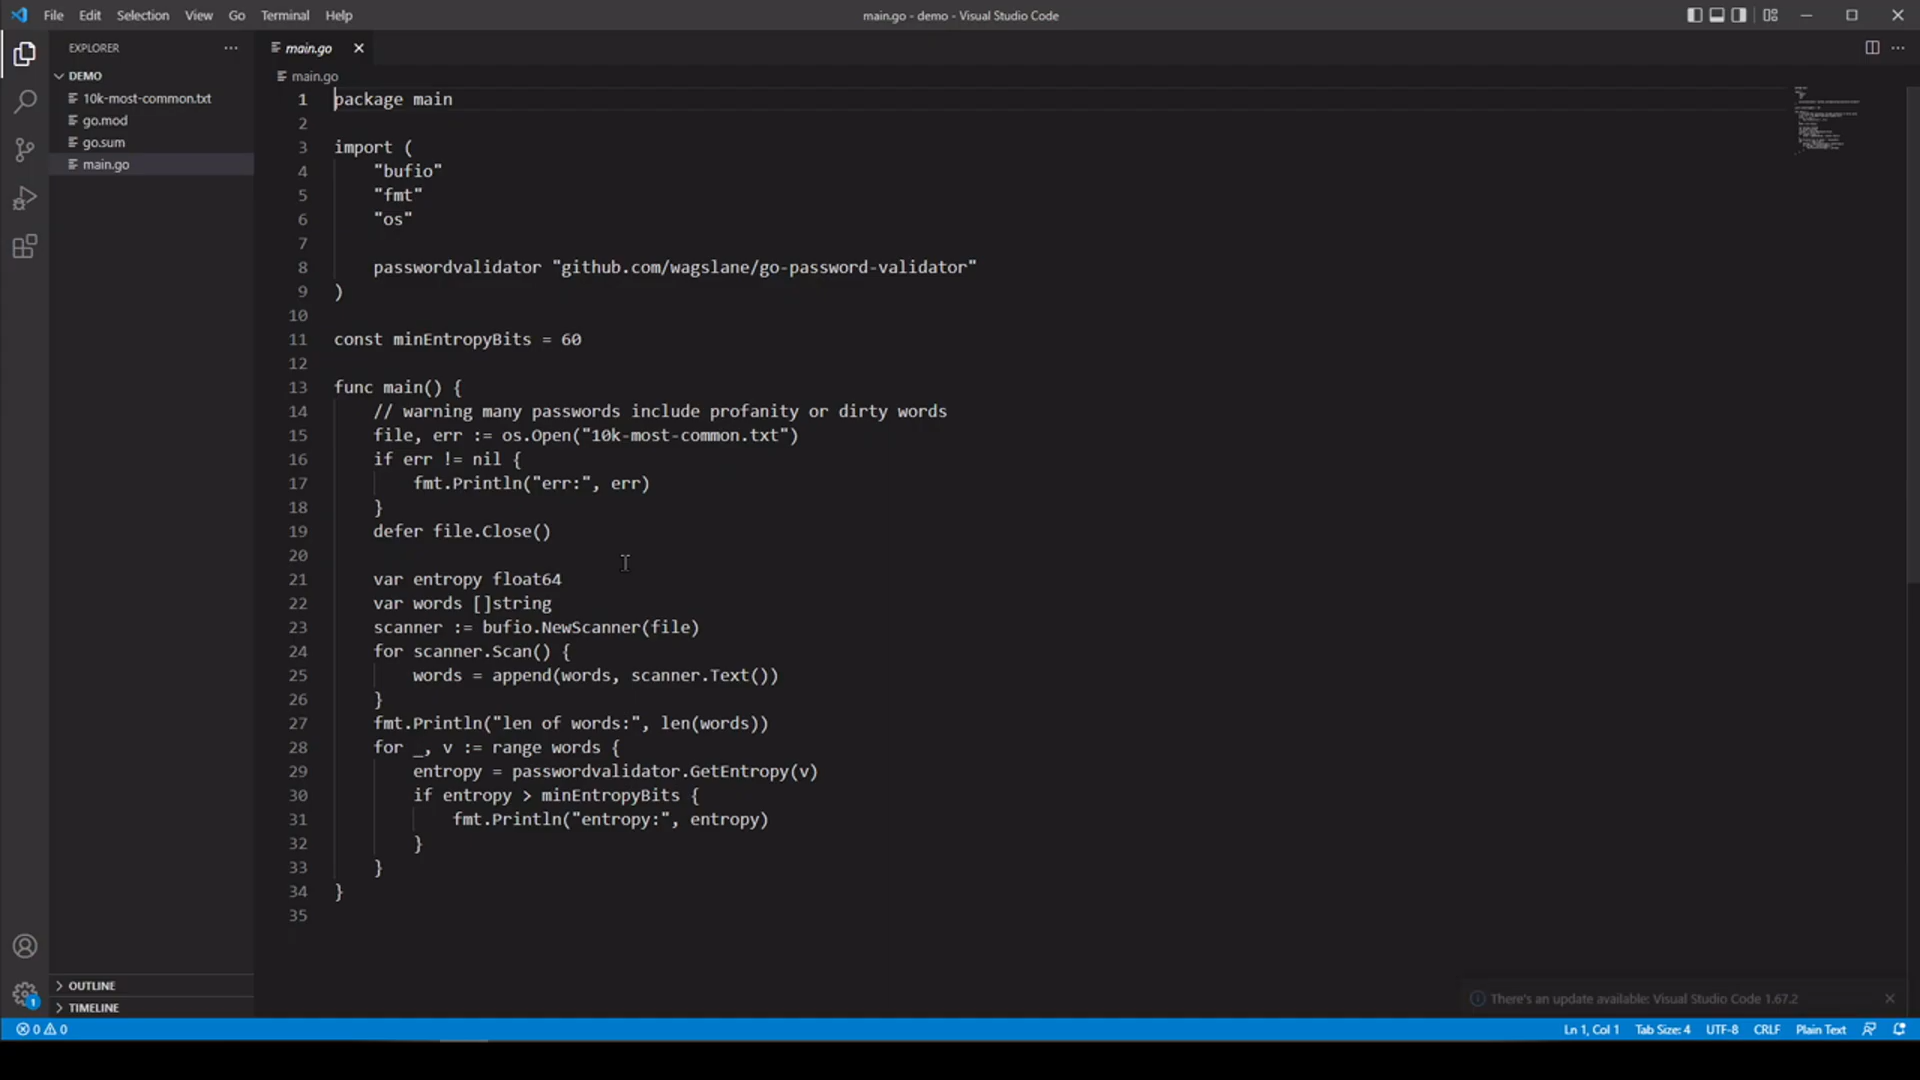 File Edit Selection View Go Terminal Help
main.go - demo - Visual Studio Code
EXPLORER
main.go
DEMO
main.go
10k-most-common.txt
go.mod
go.sum
main.go
1 package main
2
3 import (
4 "bufio"
5 "fmt"
6 "os"
7
8 passwordvalidator "github.com/wagslane/go-password-validator"
9 )
10
11 const minEntropyBits = 60
12
13 func main() {
14 // warning many passwords include profanity or dirty words
15 file, err := os.Open("10k-most-common.txt")
16 if err != nil {
17 fmt.Println("err:", err)
18 }
19 defer file.Close()
20
21 var entropy float64
22 var words []string
23 scanner := bufio.NewScanner(file)
24 for scanner.Scan() {
25 words = append(words, scanner.Text())
26 }
27 fmt.Println("len of words:", len(words))
28 for _, v := range words {
29 entropy = passwordvalidator.GetEntropy(v)
30 if entropy > minEntropyBits {
31 fmt.Println("entropy:", entropy)
32 }
33 }
34 }
35
OUTLINE
1
There's an update available: Visual Studio Code 1.67.2
TIMELINE
0 0
Ln 1, Col 1 Tab Size: 4 UTF-8 CRLF Plain Text